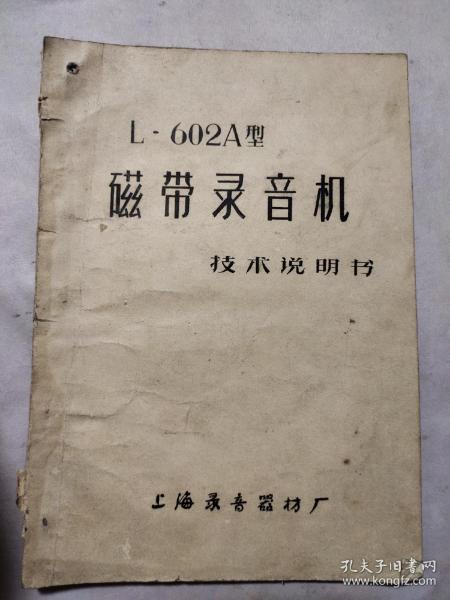 L-602A型
磁带录音机
技术说明书
上海录音器材厂
孔夫子旧书网
www.kongfz.com